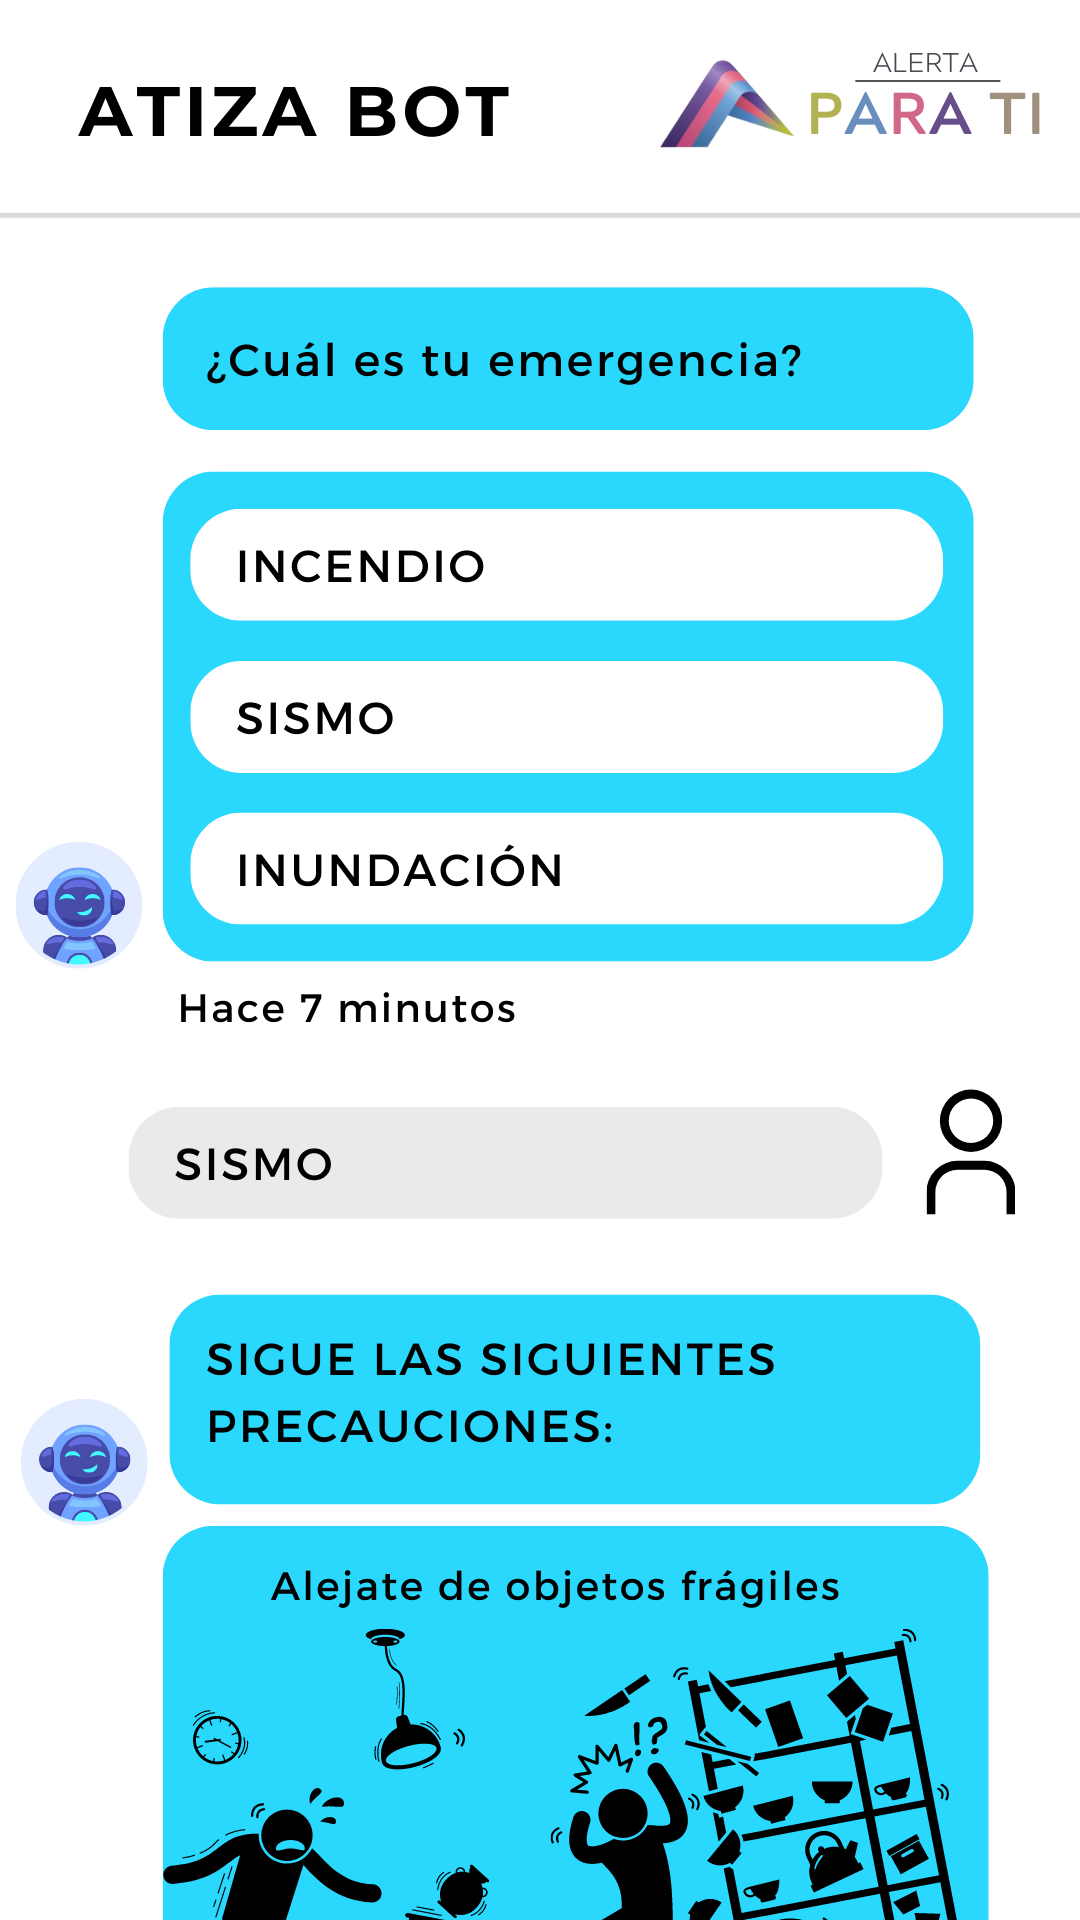 ATIZA BOT
ALERTA
PARA TI
¿Cuál es tu emergencia?
INCENDIO
SISMO
INUNDACIÓN
Hace 7 minutos
SISMO
SIGUE LAS SIGUIENTES
PRECAUCIONES:
Alejate de objetos frágiles
!?